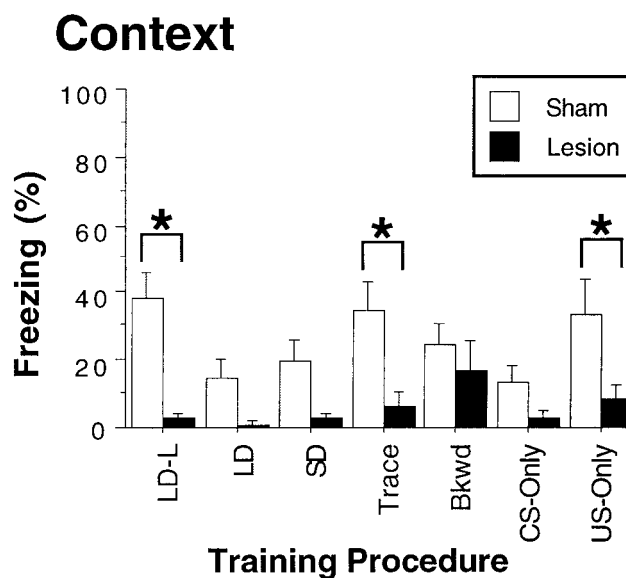 Context
Freezing (%)
100
80
60
40
20
0
Sham
Lesion
*
*
*
LD-L
LD
SD
Trace
Bkwd
CS-Only
US-Only
Training Procedure